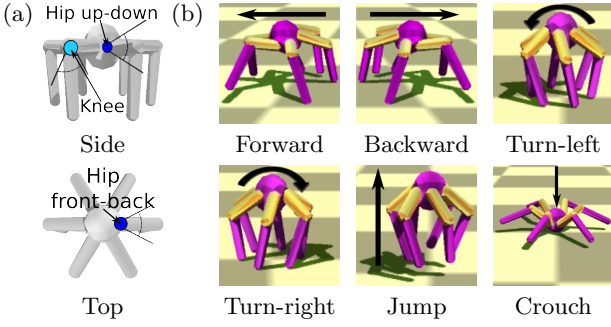 (a)
Hip up-down
Knee
Side
Hip
front-back
Top
(b)
Forward
Backward
Turn-left
Turn-right
Jump
Crouch